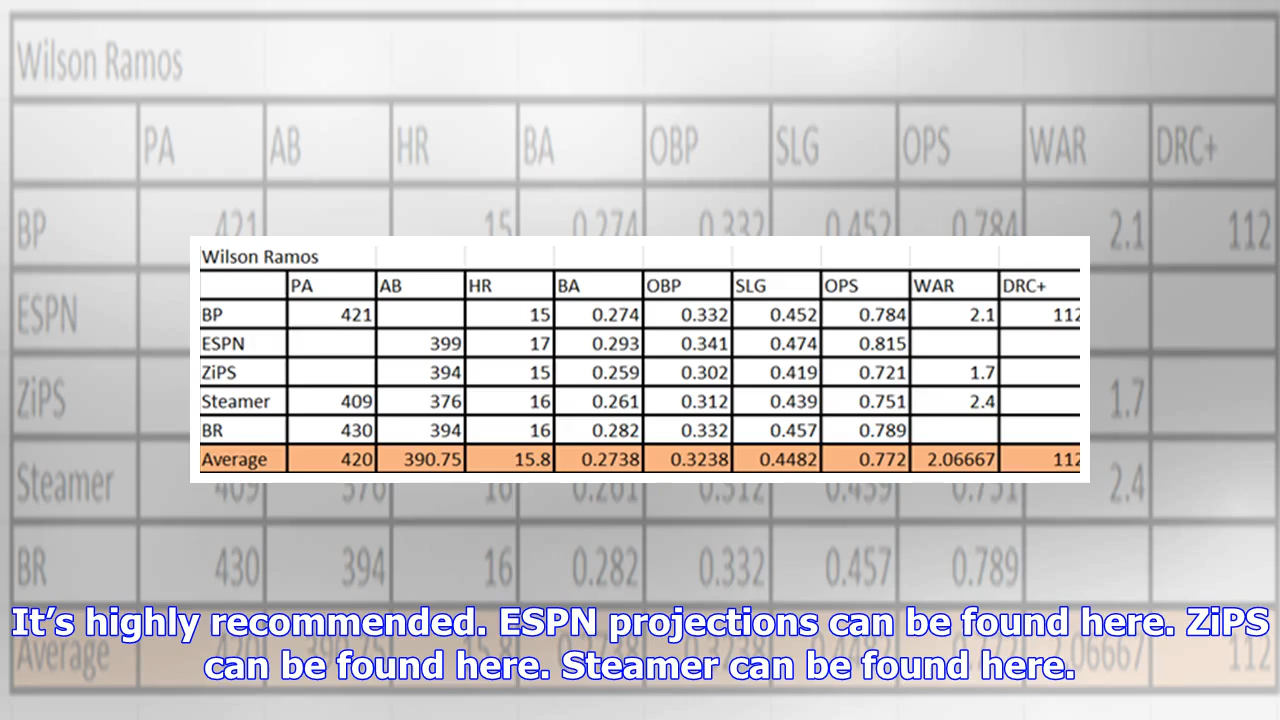 Wilson Ramos
PA AB HR BA OBP SLG OPS WAR DRC+
BP 421 15 0.274 0.332 0.452 0.784 2.1 112
ESPN 399 17 0.293 0.341 0.474 0.815
ZiPS 394 15 0.259 0.302 0.419 0.721 1.7
Steamer 409 376 16 0.261 0.312 0.439 0.751 2.4
BR 430 394 16 0.282 0.332 0.457 0.789
Average 420 390.75 15.8 0.2738 0.3238 0.4482 0.772 2.06667 112
It’s highly recommended. ESPN projections can be found here. ZiPS
can be found here. Steamer can be found here.